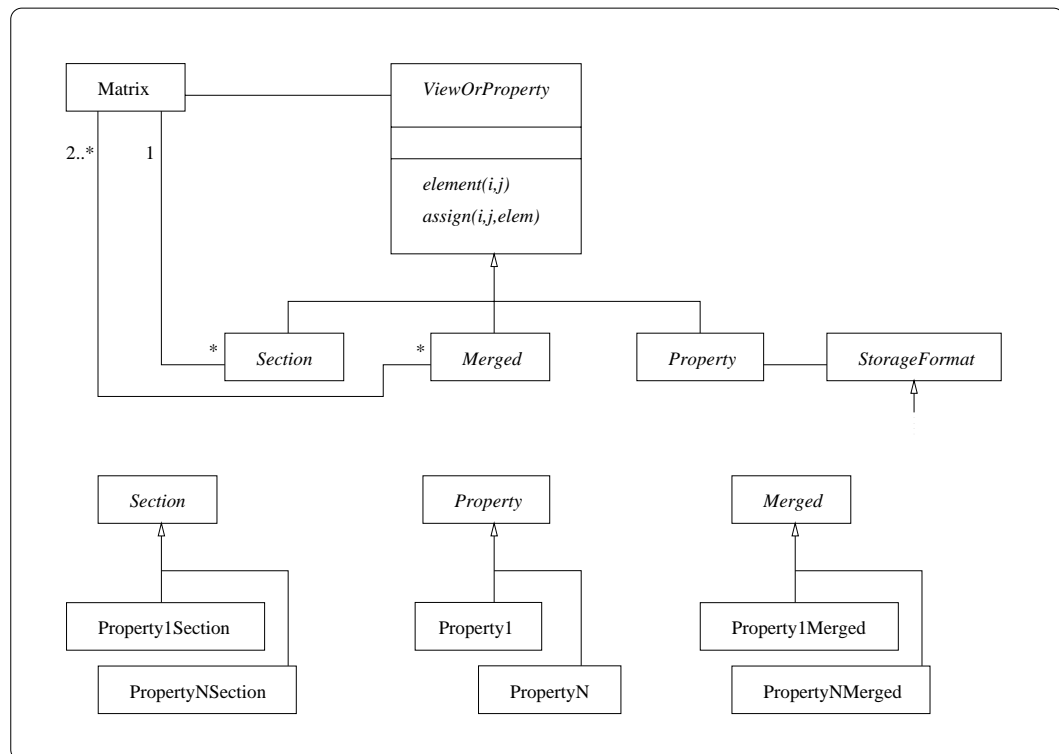 Matrix
ViewOrProperty
2..*
1
element(i,j)
assign(i,j,elem)
*
Section
*
Merged
Property
StorageFormat
Section
Property
Merged
Property1Section
Property1
Property1Merged
PropertyNSection
PropertyN
PropertyNMerged